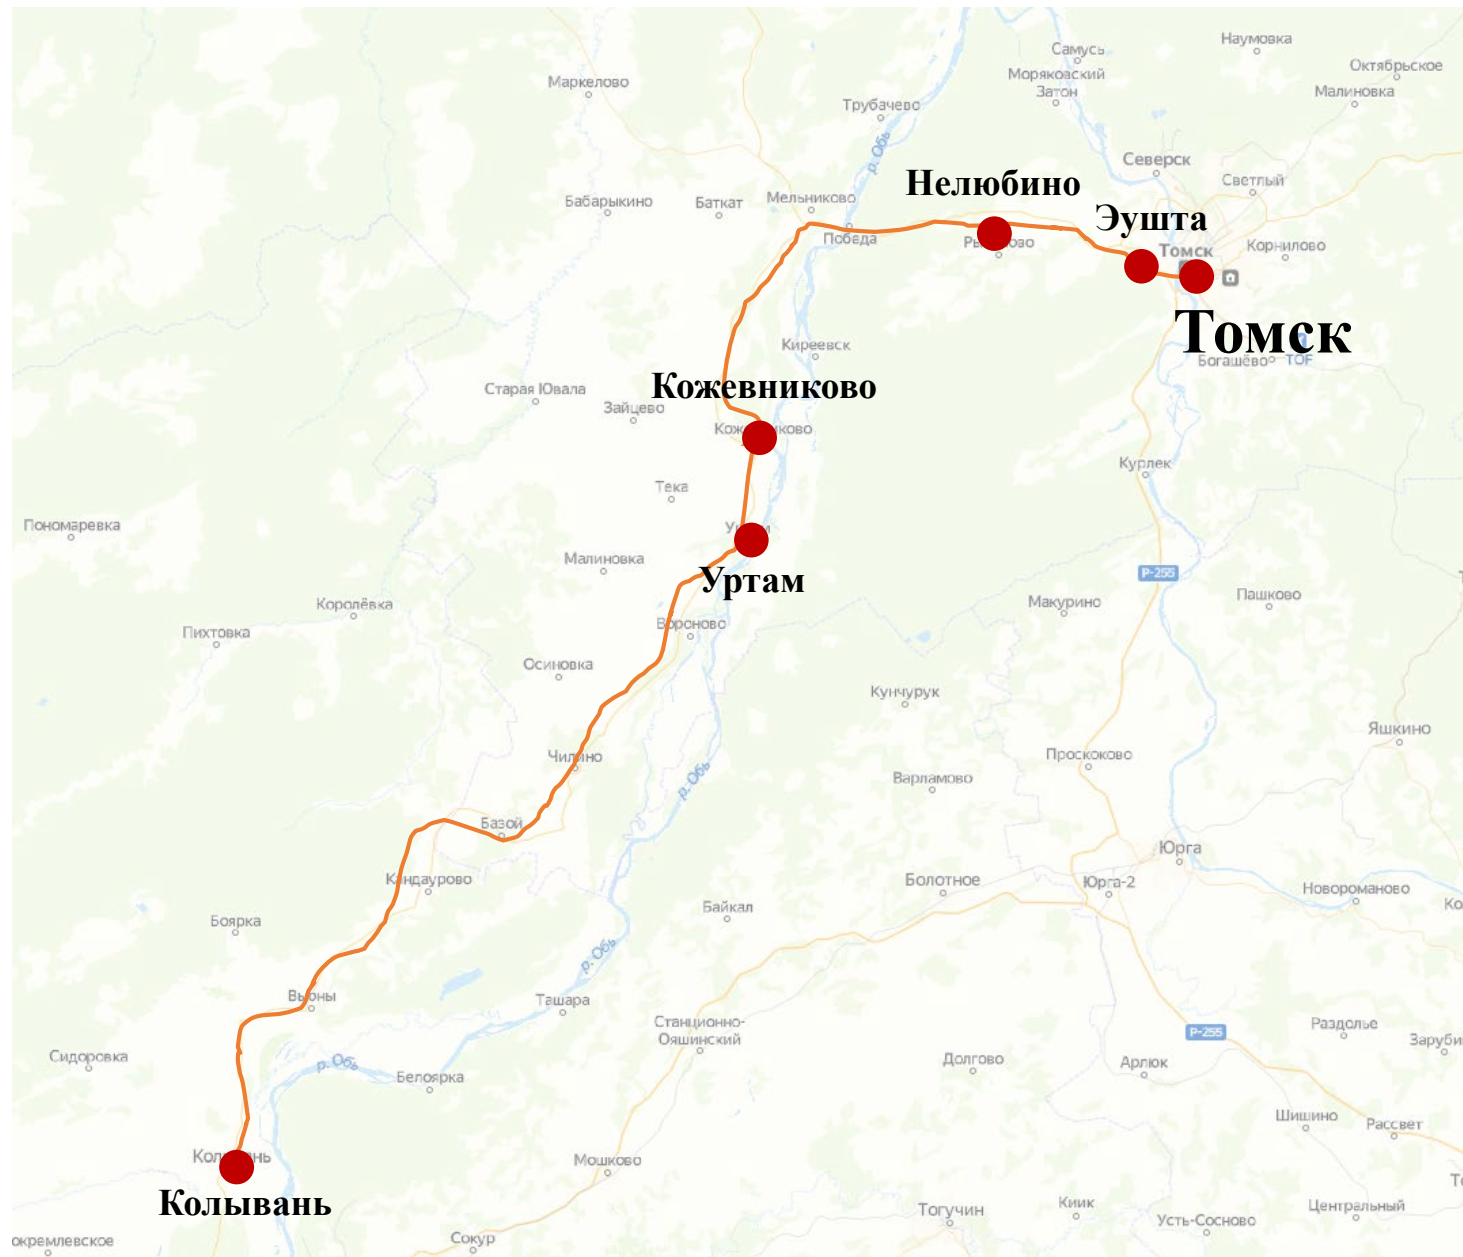 Наумовка
Самусь
Октябрьское
Моряковский
Затон
Маркелово
Малиновка
Трубачево
р. Обь
Северск
Нелюбино
Светлый
Бабарыкино
Баткат
Мельниково
Эушта
Победа
Томск
Корнилово
Томск
Киреевск
Богашёво
TOF
Кожевниково
Старая Ювала
Зайцево
Курлек
Тека
Пономаревка
Малиновка
Р-255
Уртам
Королёвка
Макурино
Пашково
Пихтовка
Вороново
Осиновка
Кунчурук
Яшкино
Чилино
Проскоково
р. Обь
Варламово
Базой
Юрга
Кандаурово
Болотное
Юрга-2
Новоромановo
Боярка
Байкал
р. Обь
Вьюны
Ташара
Станционно-
Ояшинский
Раздолье
Р-255
Сидоровка
р. Обь
Белоярка
Долгово
Арлюк
Шишино
Рассвет
Мошково
Колывань
Тогучин
Киик
Усть-Сосново
Центральный
Сокур